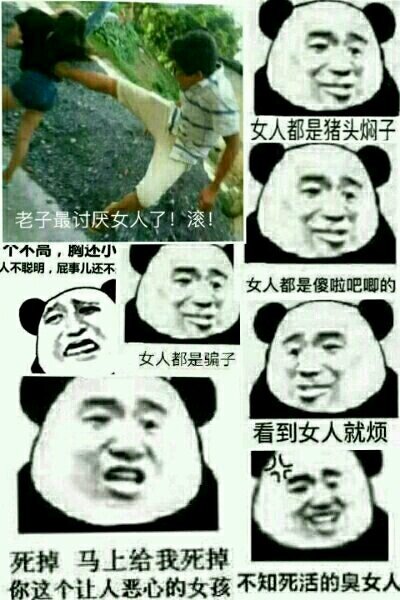 老子最讨厌女人了！滚！
女人都是猪头焖子
个不高，胸还小
人不聪明，屁事儿还不
女人都是骗子
女人都是傻啦吧唧的
看到女人就烦
死掉 马上给我死掉
你这个让人恶心的女孩
不知死活的臭女人